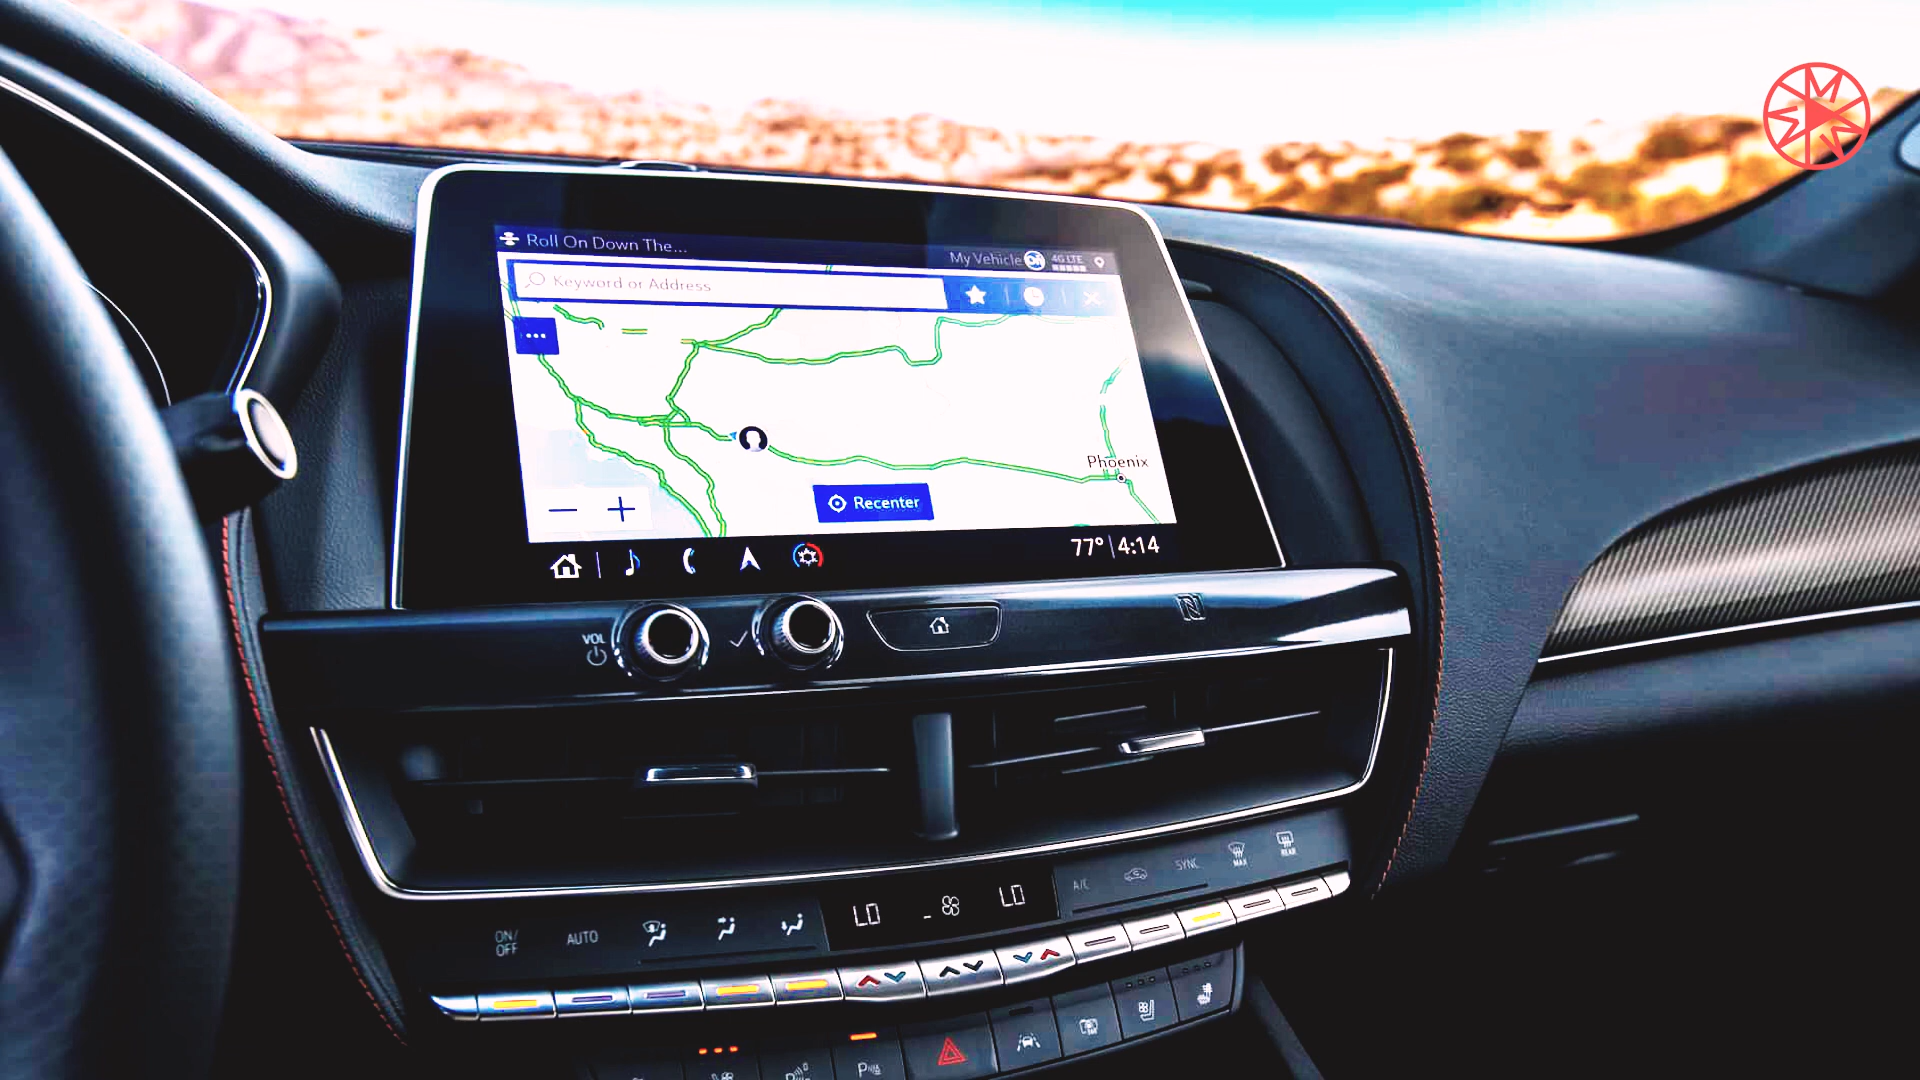 Roll On Down The...
My Vehicle
4G LTE
Keyword or Address
Phoenix
Recenter
77° 4:14
VOL
A/C
SYNC
MAX
REAR
ON/
OFF
AUTO
LO
LO
P